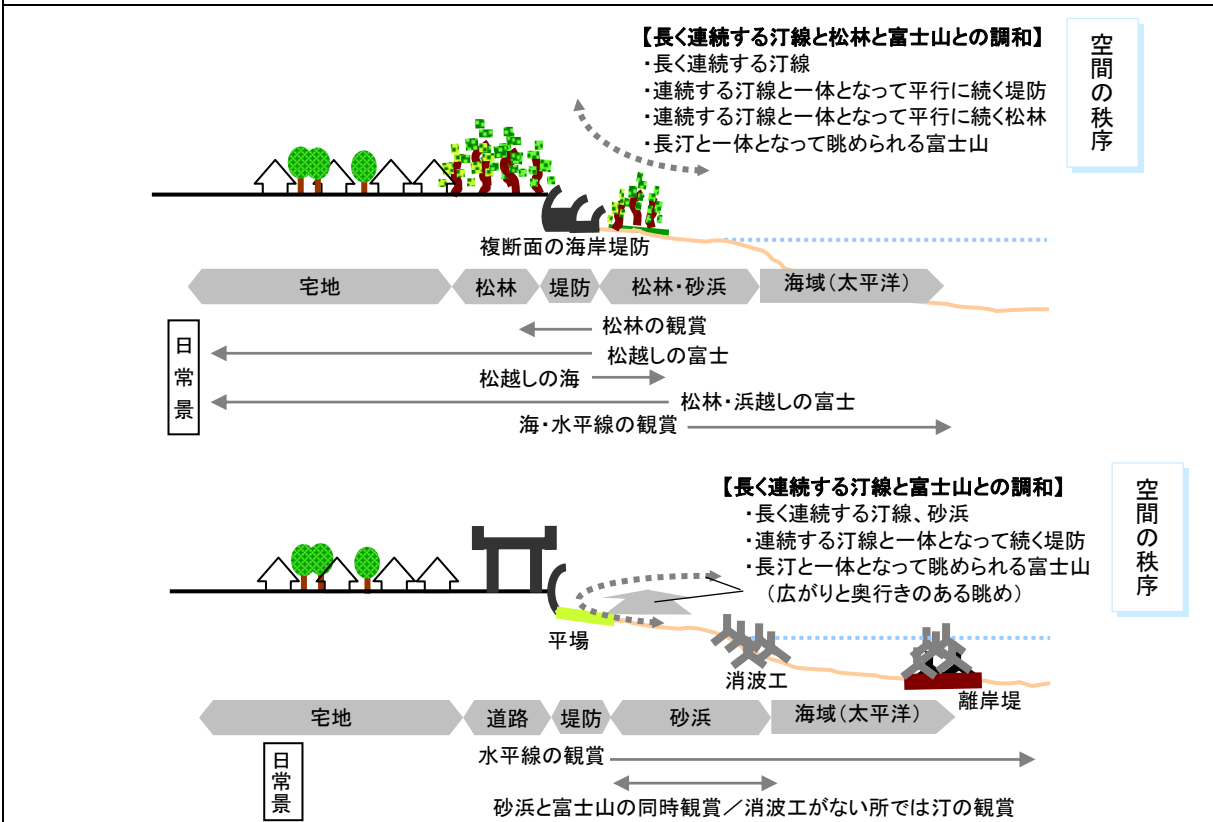 【長く連続する汀線と松林と富士山との調和】
・長く連続する汀線
・連続する汀線と一体となって平行に続く堤防
・連続する汀線と一体となって平行に続く松林
・長汀と一体となって眺められる富士山
空間の秩序
複断面の海岸堤防
宅地 松林 堤防 松林・砂浜 海域(太平洋)
日常景
松林の観賞
松越しの富士
松越しの海
松林・浜越しの富士
海・水平線の観賞
【長く連続する汀線と富士山との調和】
・長く連続する汀線、砂浜
・連続する汀線と一体となって続く堤防
・長汀と一体となって眺められる富士山
(広がりと奥行きのある眺め)
空間の秩序
平場
消波工
離岸堤
宅地 道路 堤防 砂浜 海域(太平洋)
日常景
水平線の観賞
砂浜と富士山の同時観賞／消波工がない所では汀の観賞